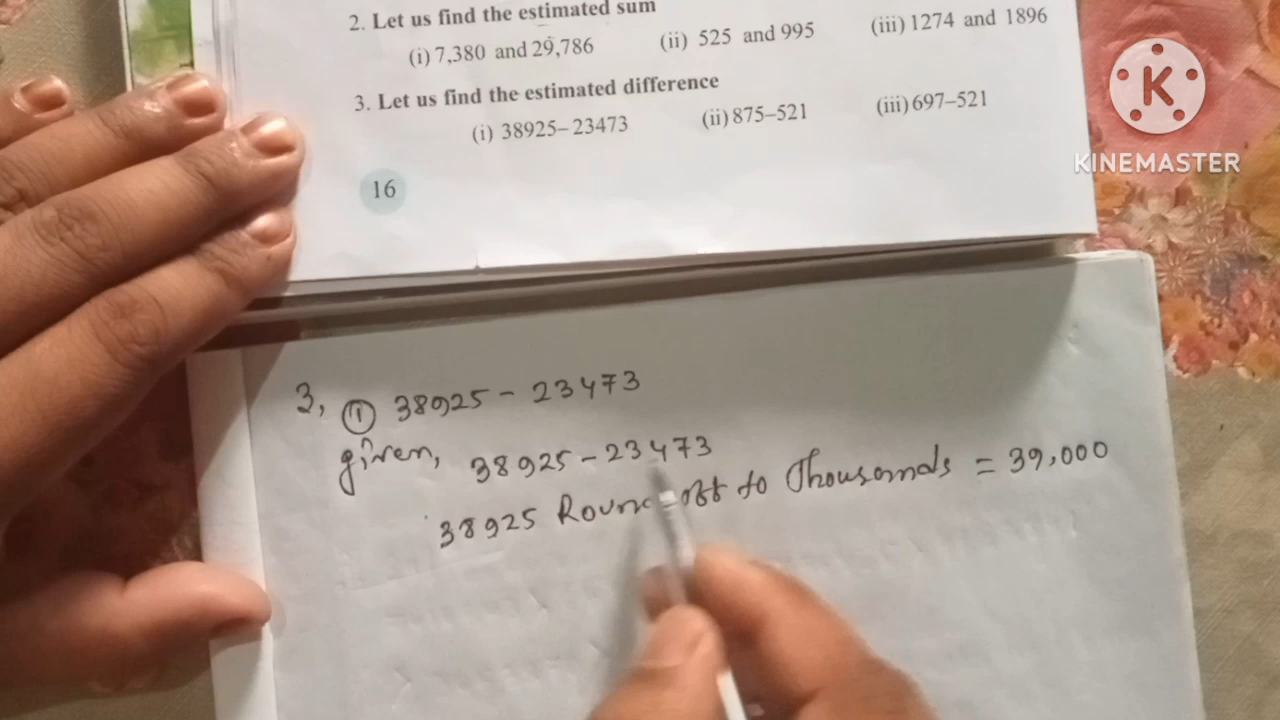 2. Let us find the estimated sum
(i) 7,380 and 29,786 (ii) 525 and 995 (iii) 1274 and 1896
3. Let us find the estimated difference
(i) 38925–23473 (ii) 875–521 (iii) 697–521
16
K
KINEMASTER
3, (1) 38925 - 23473
given, 38925 - 23473
38925 Round off to Thousands = 39,000